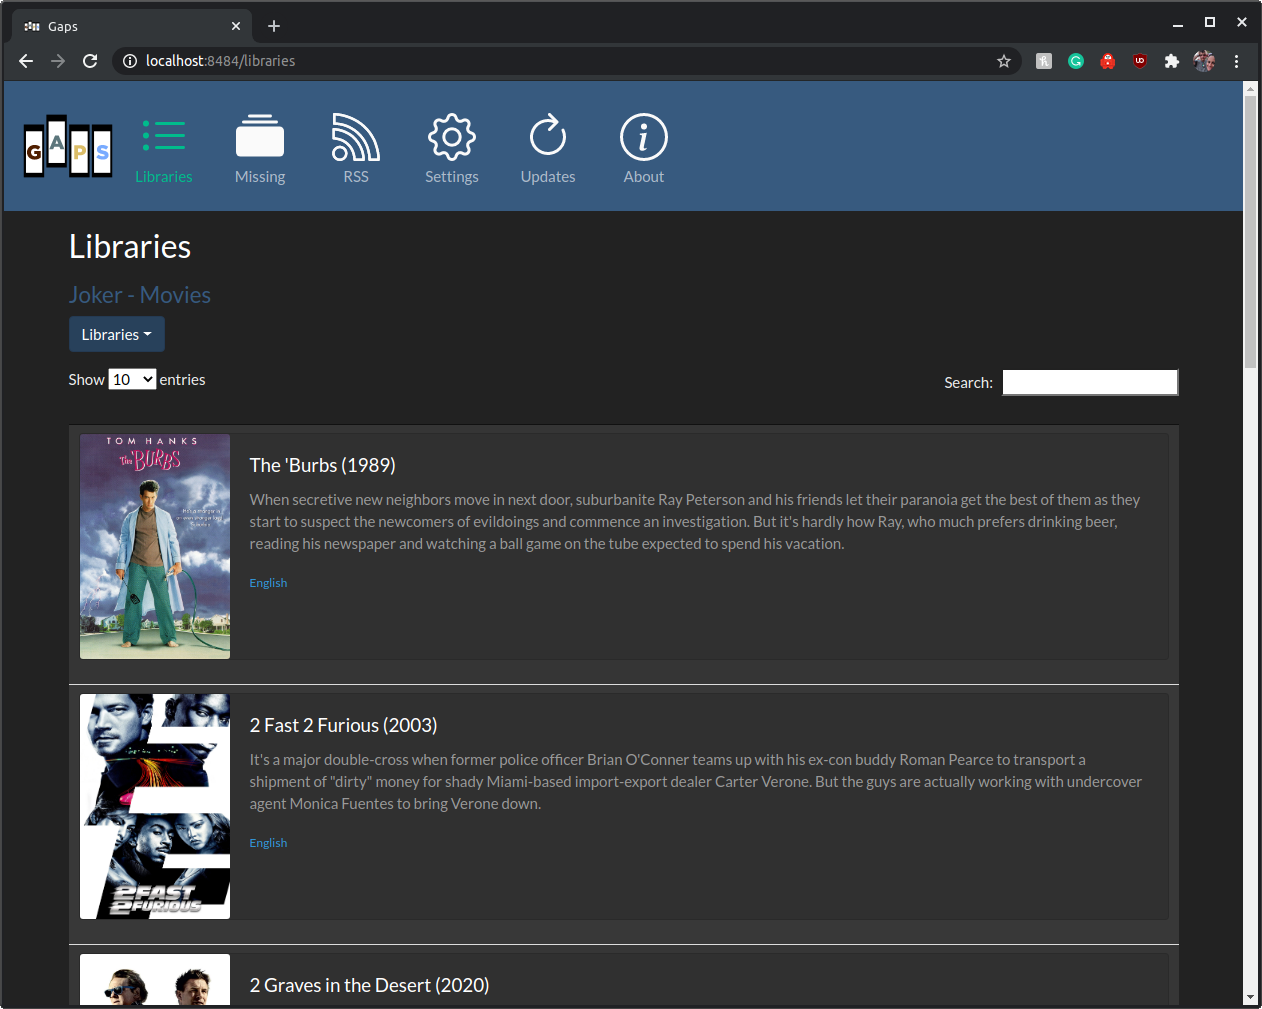 Gaps
localhost:8484/libraries
GAPS
Libraries
Missing
RSS
Settings
Updates
About
Libraries
Joker - Movies
Libraries
Show 10 entries
Search:
TOM HANKS
The 'BURBS
The 'Burbs (1989)
When secretive new neighbors move in next door, suburbanite Ray Peterson and his friends let their paranoia get the best of them as they
start to suspect the newcomers of evildoings and commence an investigation. But it's hardly how Ray, who much prefers drinking beer,
reading his newspaper and watching a ball game on the tube expected to spend his vacation.
English
2FAST
2FURIOUS
2 Fast 2 Furious (2003)
It's a major double-cross when former police officer Brian O'Conner teams up with his ex-con buddy Roman Pearce to transport a
shipment of "dirty" money for shady Miami-based import-export dealer Carter Verone. But the guys are actually working with undercover
agent Monica Fuentes to bring Verone down.
English
2 Graves in the Desert (2020)